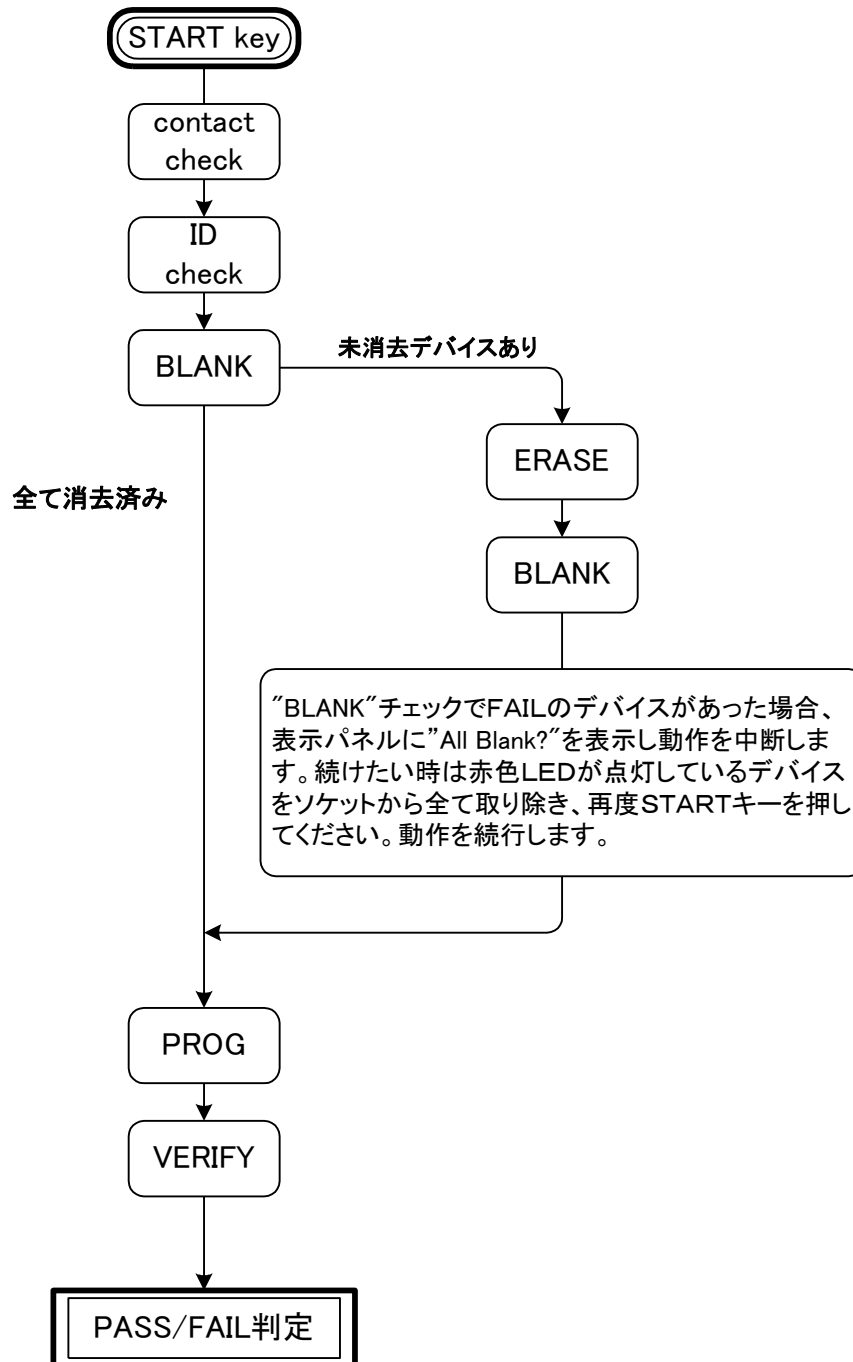 START key
contact
check
ID
check
BLANK
未消去デバイスあり
ERASE
全て消去済み
BLANK
"BLANK"チェックでFAILのデバイスがあった場合、
表示パネルに"All Blank?"を表示し動作を中断しま
す。続けたい時は赤色LEDが点灯しているデバイス
をソケットから全て取り除き、再度STARTキーを押し
てください。動作を続行します。
PROG
VERIFY
PASS/FAIL判定